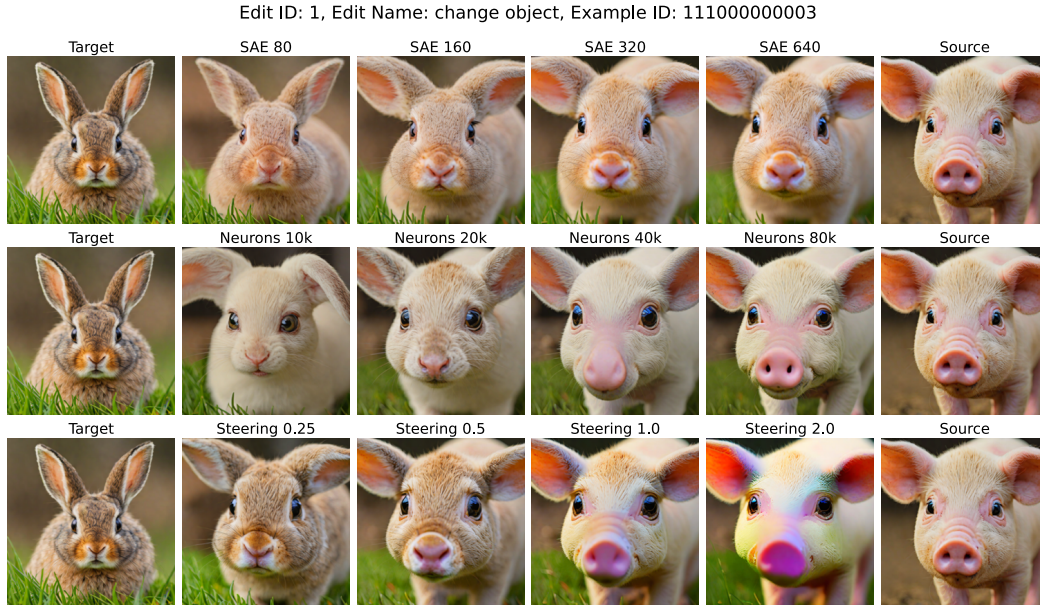 Edit ID: 1, Edit Name: change object, Example ID: 111000000003
Target SAE 80 SAE 160 SAE 320 SAE 640 Source
Target Neurons 10k Neurons 20k Neurons 40k Neurons 80k Source
Target Steering 0.25 Steering 0.5 Steering 1.0 Steering 2.0 Source